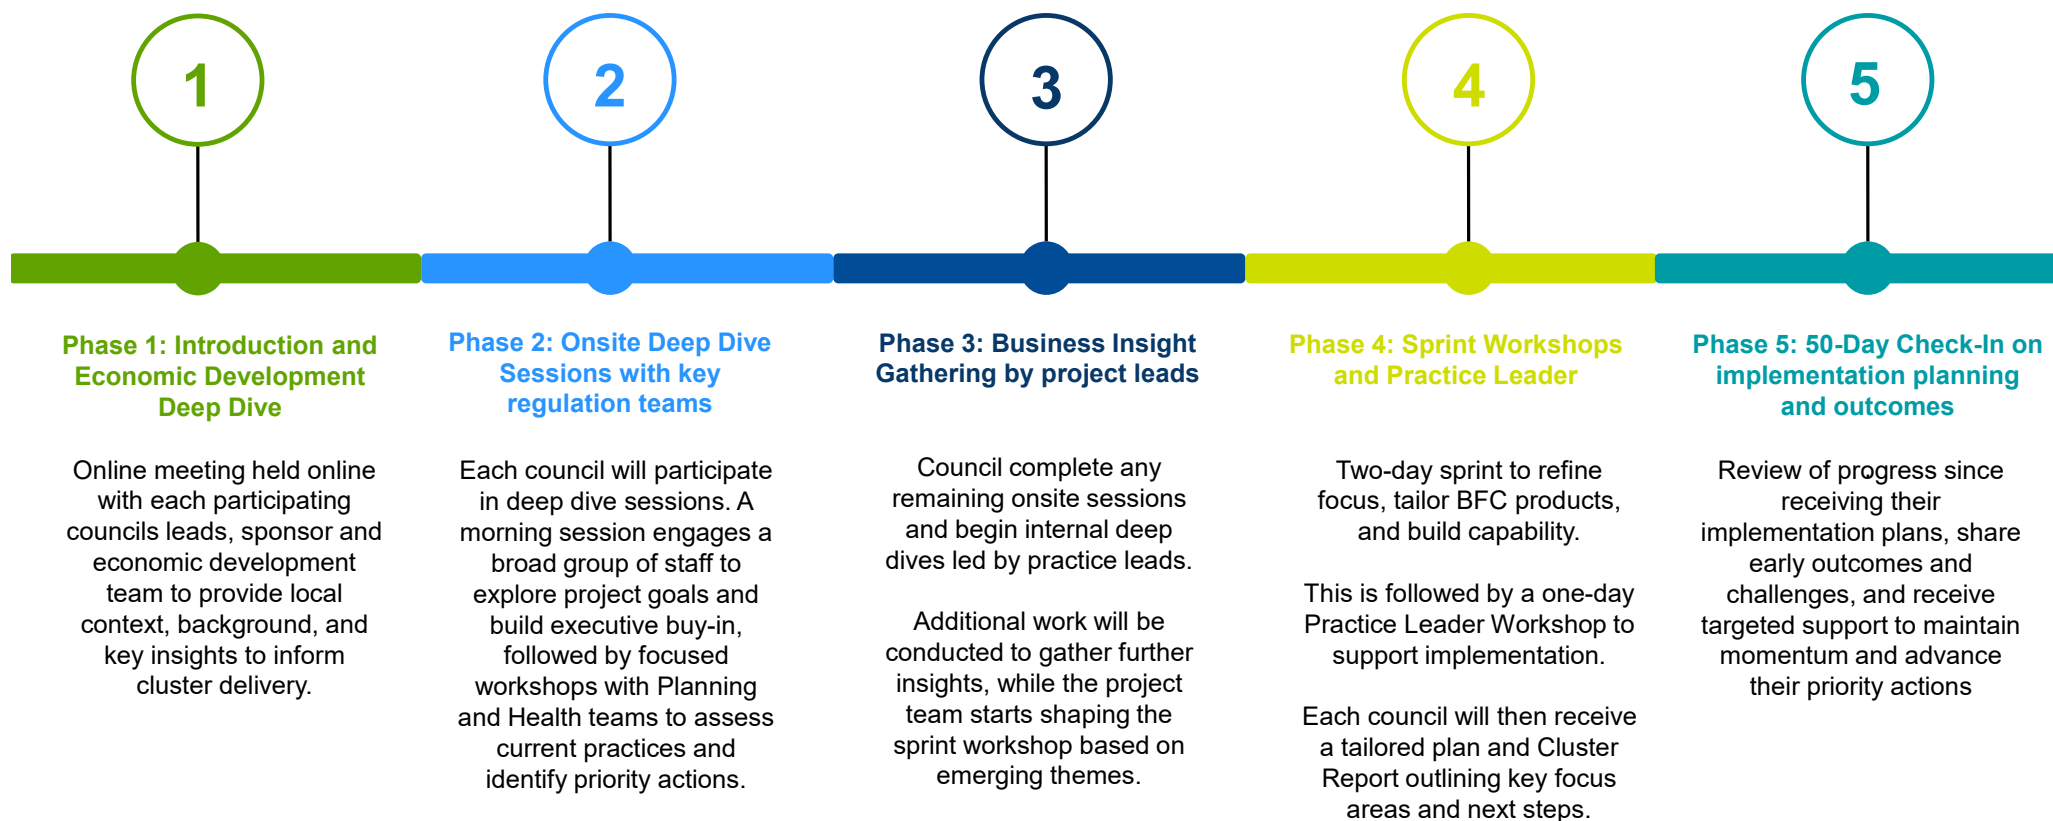 1
2
3
4
5
Phase 1: Introduction and
Economic Development
Deep Dive
Online meeting held online
with each participating
councils leads, sponsor and
economic development
team to provide local
context, background, and
key insights to inform
cluster delivery.
Phase 2: Onsite Deep Dive
Sessions with key
regulation teams
Each council will participate
in deep dive sessions. A
morning session engages a
broad group of staff to
explore project goals and
build executive buy-in,
followed by focused
workshops with Planning
and Health teams to assess
current practices and
identify priority actions.
Phase 3: Business Insight
Gathering by project leads
Council complete any
remaining onsite sessions
and begin internal deep
dives led by practice leads.
Additional work will be
conducted to gather further
insights, while the project
team starts shaping the
sprint workshop based on
emerging themes.
Phase 4: Sprint Workshops
and Practice Leader
Two-day sprint to refine
focus, tailor BFC products,
and build capability.
This is followed by a one-day
Practice Leader Workshop to
support implementation.
Each council will then receive
a tailored plan and Cluster
Report outlining key focus
areas and next steps.
Phase 5: 50-Day Check-In on
implementation planning
and outcomes
Review of progress since
receiving their
implementation plans, share
early outcomes and
challenges, and receive
targeted support to maintain
momentum and advance
their priority actions